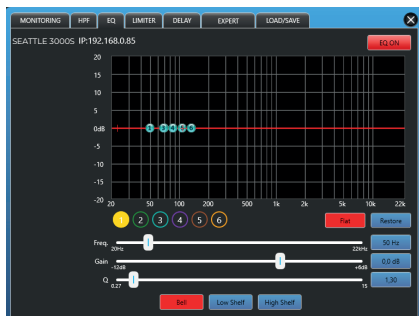 MONITORING HPF EQ LIMITER DELAY EXPERT LOAD/SAVE
SEATTLE 3000S IP:192.168.0.85 EQ ON
20
15
10
5
0dB
-5
-10
-15
-20
20 50 100 200 500 1k 2k 5k 10k 22k
1 2 3 4 5 6 Flat Restore
Freq. 20Hz 22kHz 50 Hz
Gain -12dB +6dB 0,0 dB
Q 0.27 15 1,30
Bell Low Shelf High Shelf